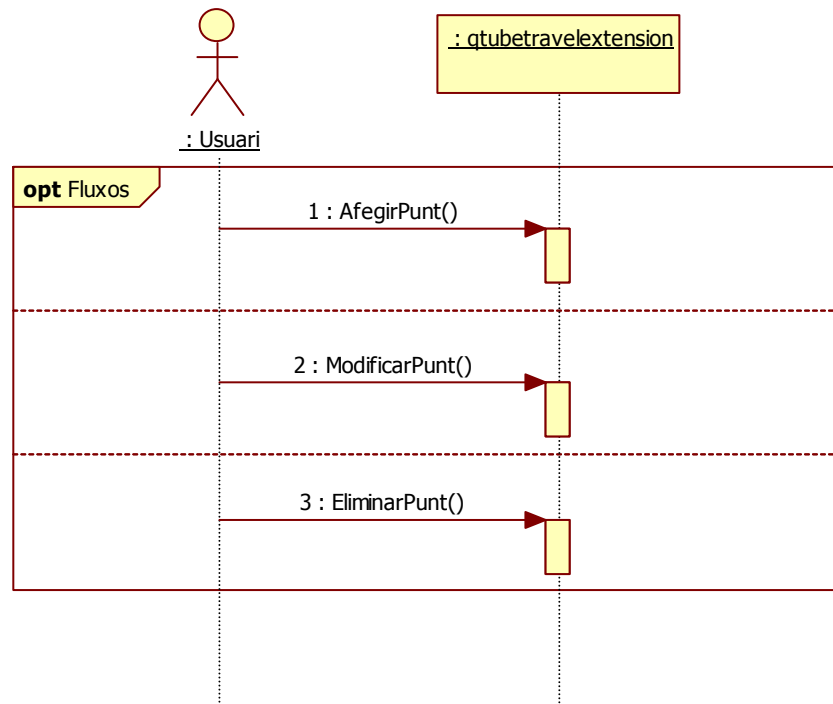 : qtubetravelextension
: Usuari
opt Fluxos
1 : AfegirPunt()
2 : ModificarPunt()
3 : EliminarPunt()